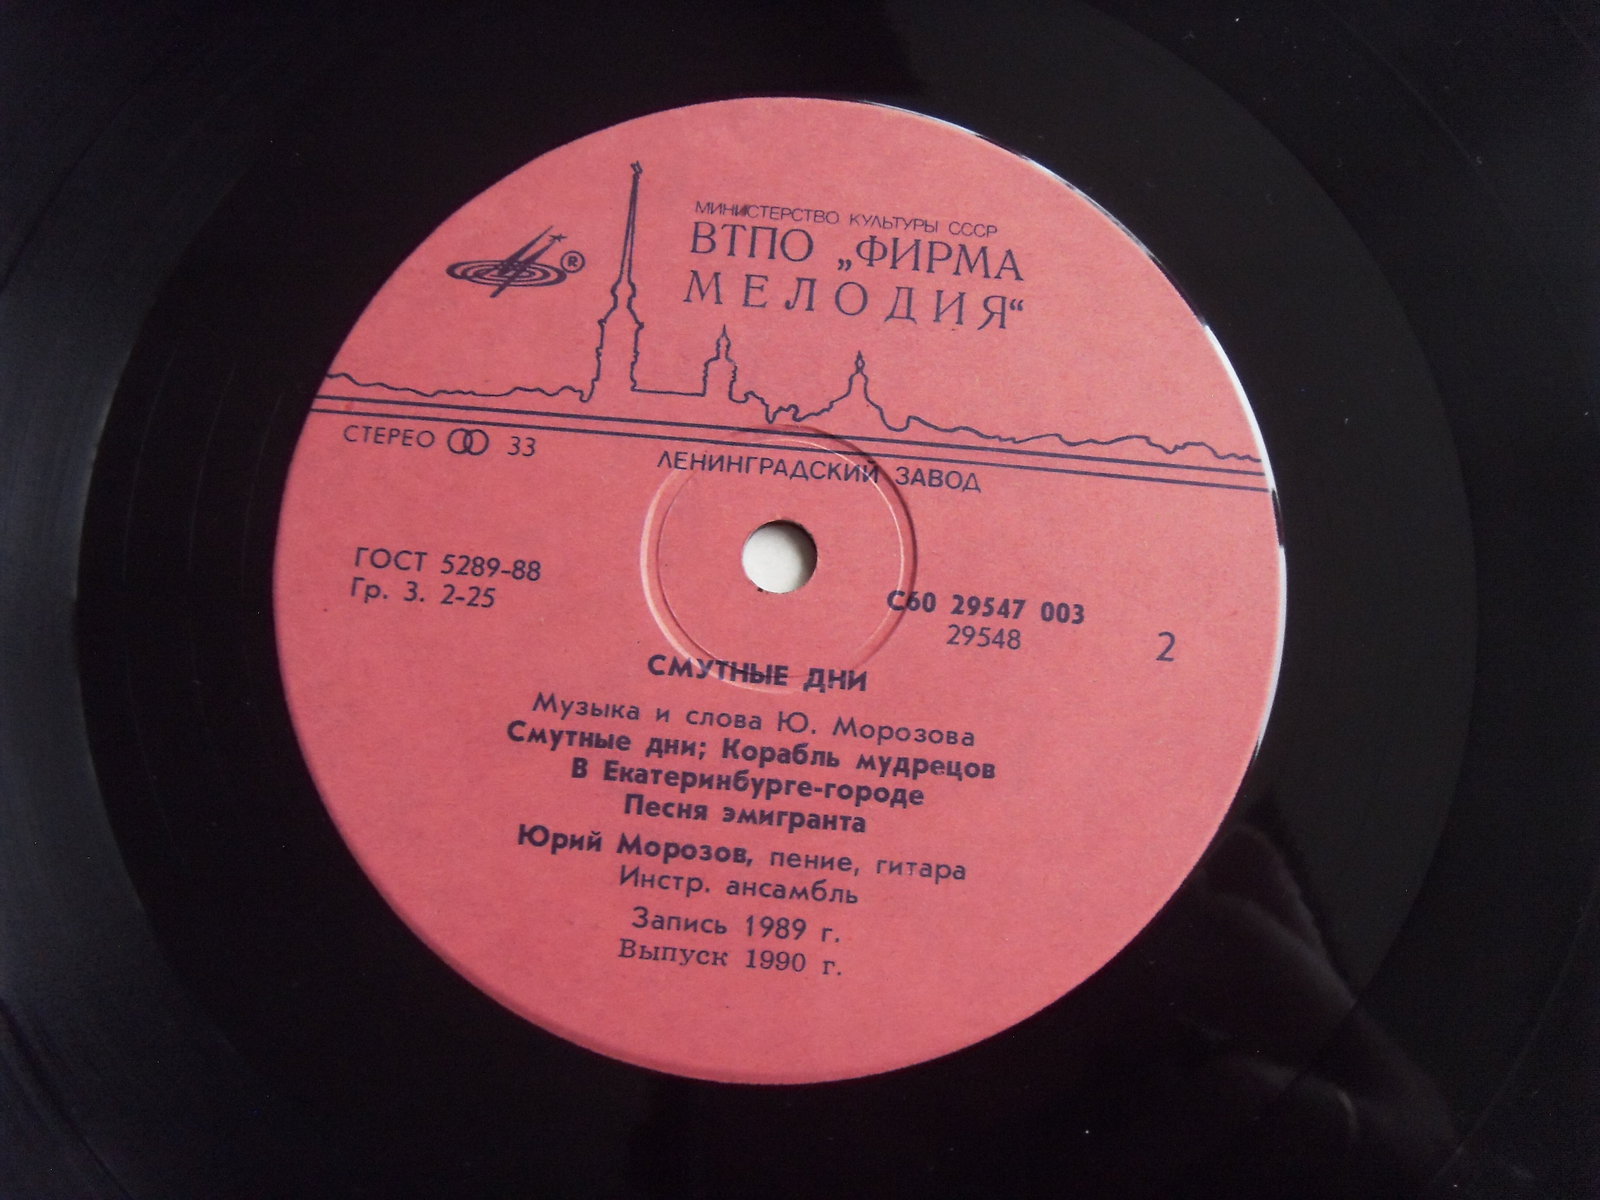 МИНИСТЕРСТВО КУЛЬТУРЫ СССР
ВТПО „ФИРМА
МЕЛОДИЯ“
®
СТЕРЕО 33
ЛЕНИНГРАДСКИЙ ЗАВОД
ГОСТ 5289-88
Гр. 3. 2-25
С60 29547 003
29548
2
СМУТНЫЕ ДНИ
Музыка и слова Ю. Морозова
Смутные дни; Корабль мудрецов
В Екатеринбурге-городе
Песня эмигранта
Юрий Морозов, пение, гитара
Инстр. ансамбль
Запись 1989 г.
Выпуск 1990 г.